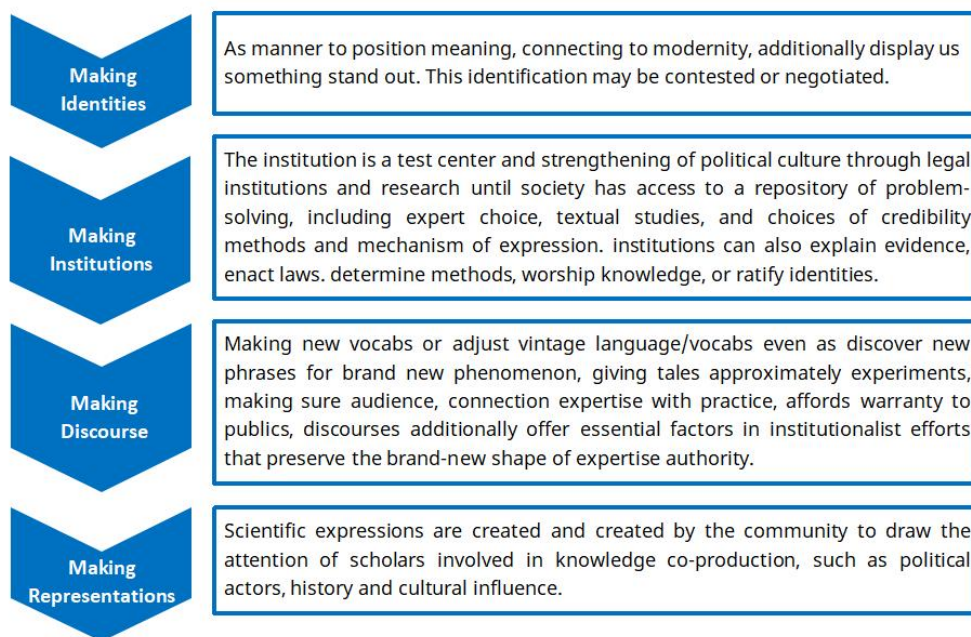 Making
Identities
As manner to position meaning, connecting to modernity, additionally display us
something stand out. This identification may be contested or negotiated.
Making
Institutions
The institution is a test center and strengthening of political culture through legal
institutions and research until society has access to a repository of problem-
solving, including expert choice, textual studies, and choices of credibility
methods and mechanism of expression. institutions can also explain evidence,
enact laws. determine methods, worship knowledge, or ratify identities.
Making
Discourse
Making new vocabs or adjust vintage language/vocabs even as discover new
phrases for brand new phenomenon, giving tales approximately experiments,
making sure audience, connection expertise with practice, affords warranty to
publics, discourses additionally offer essential factors in institutionalist efforts
that preserve the brand-new shape of expertise authority.
Making
Representations
Scientific expressions are created and created by the community to draw the
attention of scholars involved in knowledge co-production, such as political
actors, history and cultural influence.